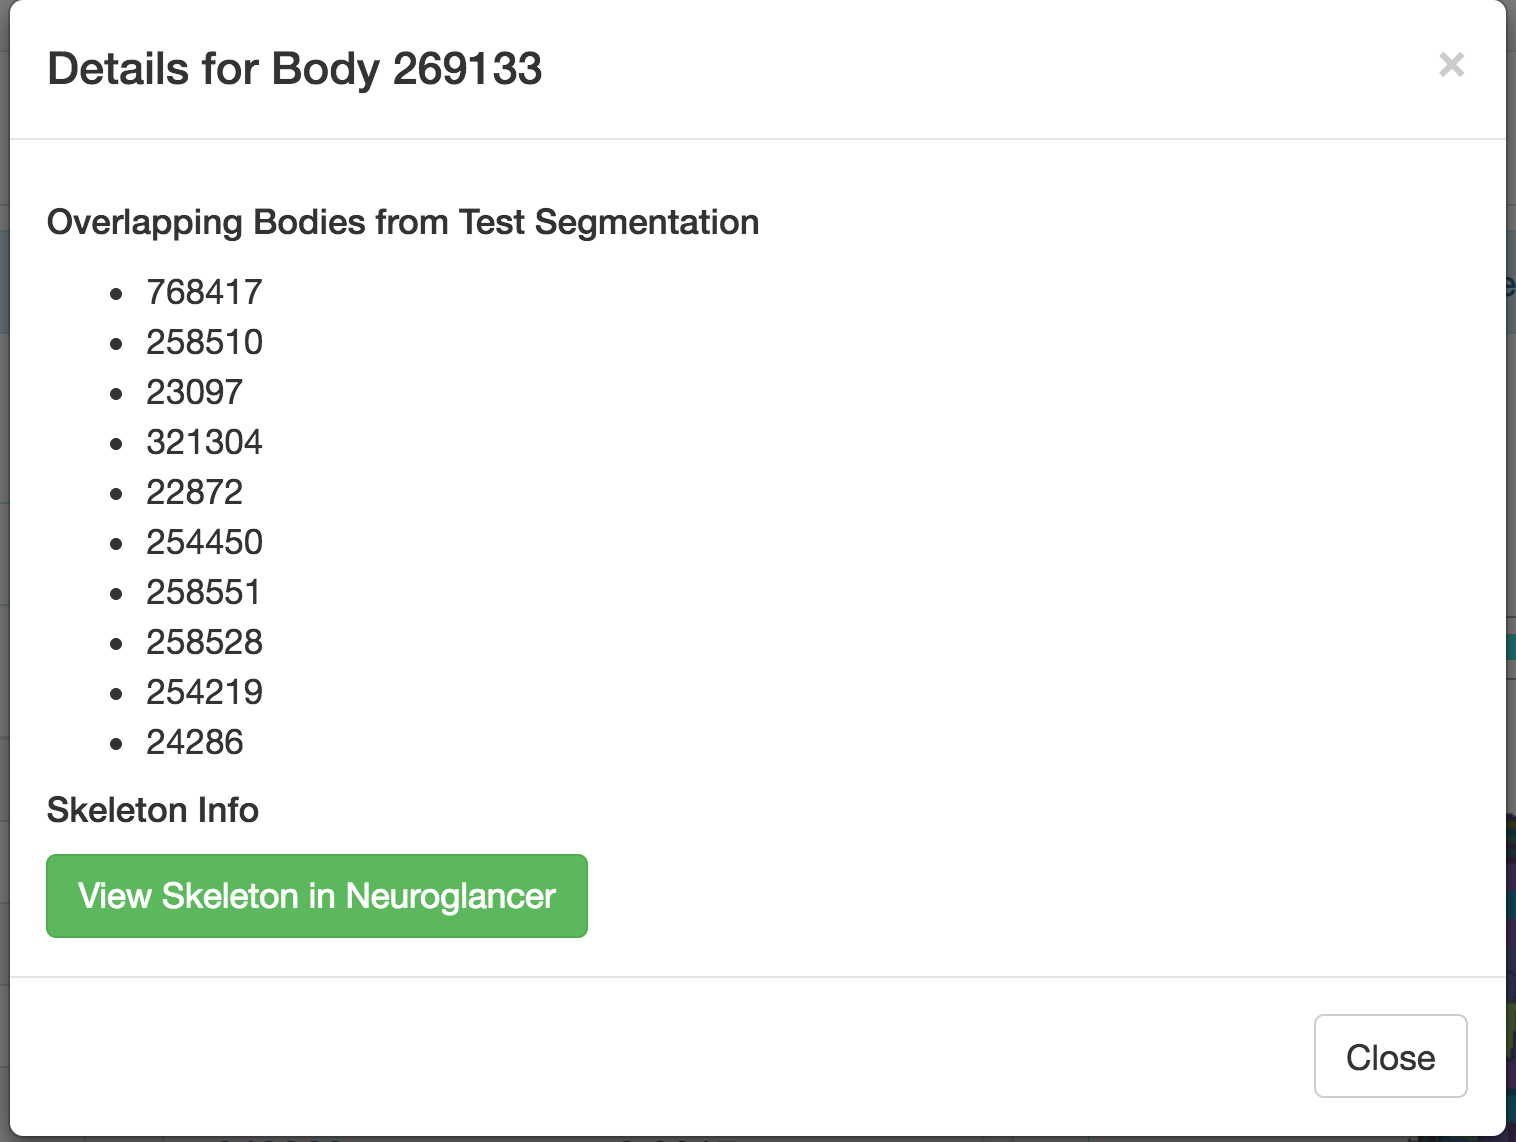 Details for Body 269133
×
Overlapping Bodies from Test Segmentation
• 768417
• 258510
• 23097
• 321304
• 22872
• 254450
• 258551
• 258528
• 254219
• 24286
Skeleton Info
View Skeleton in Neuroglancer
Close